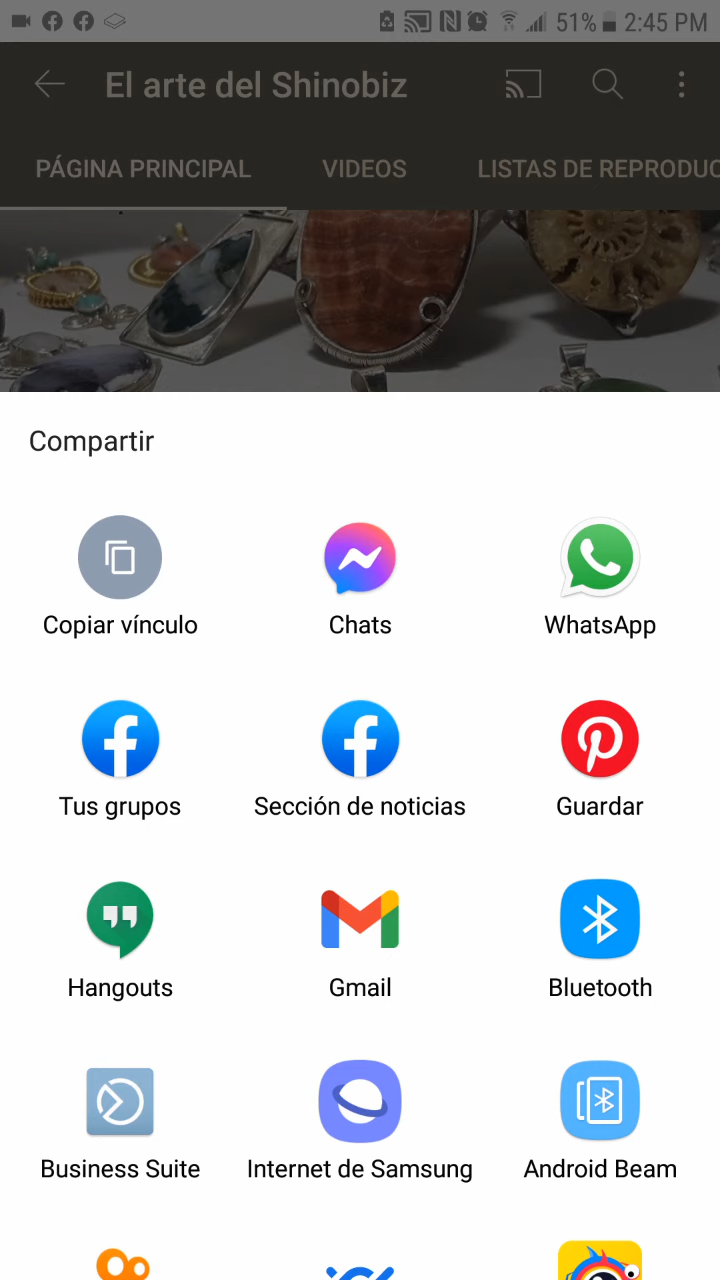 51% 2:45 PM
El arte del Shinobiz
PÁGINA PRINCIPAL VIDEOS LISTAS DE REPRODUC
Compartir
Copiar vínculo Chats WhatsApp
Tus grupos Sección de noticias Guardar
Hangouts Gmail Bluetooth
Business Suite Internet de Samsung Android Beam